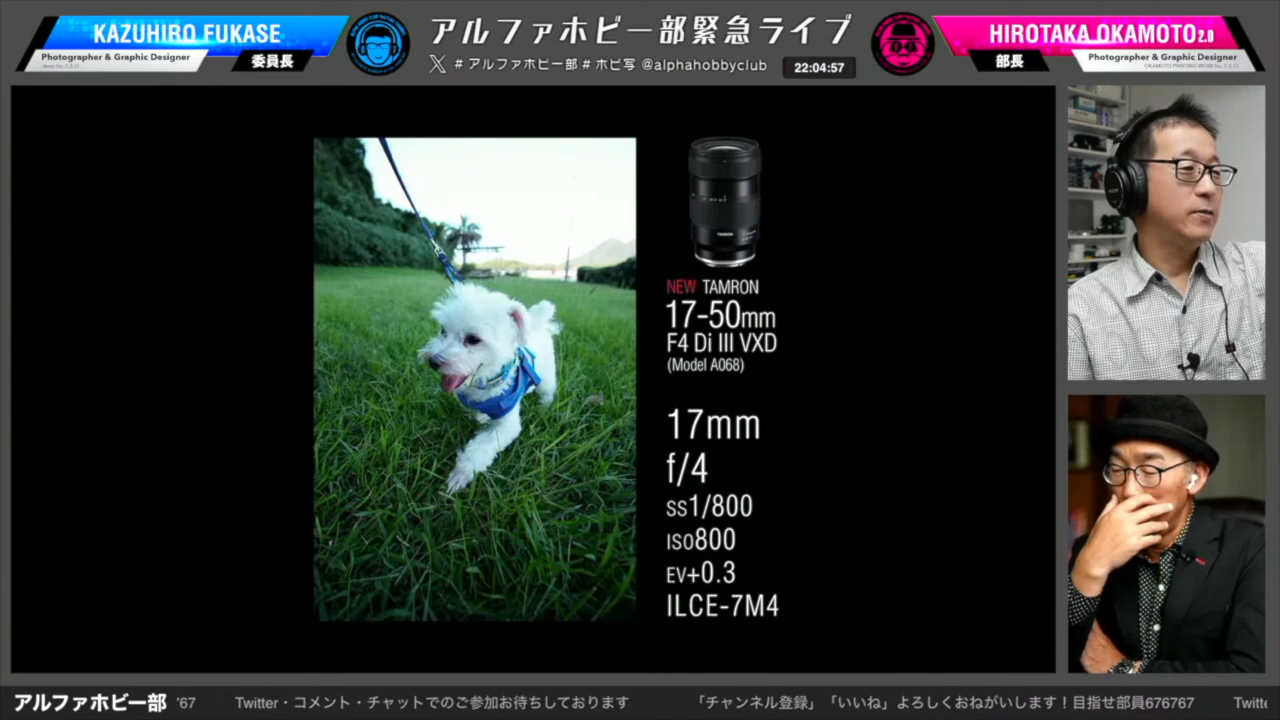 KAZUHIRO FUKASE
Photographer & Graphic Designer
委員長
アルファホビー部緊急ライブ
#アルファホビー部 #ホビ写 @alphahobbyclub
22:04:57
HIROTAKA OKAMOTO2.0
部長
Photographer & Graphic Designer
TAMRON
NEW TAMRON
17-50mm
F4 Di III VXD
(Model A068)
17mm
f/4
SS1/800
ISO800
EV+0.3
ILCE-7M4
アルファホビー部 '67 Twitter・コメント・チャットでのご参加お待ちしております 「チャンネル登録」「いいね」よろしくおねがいします！目指せ部員676767 Twitte